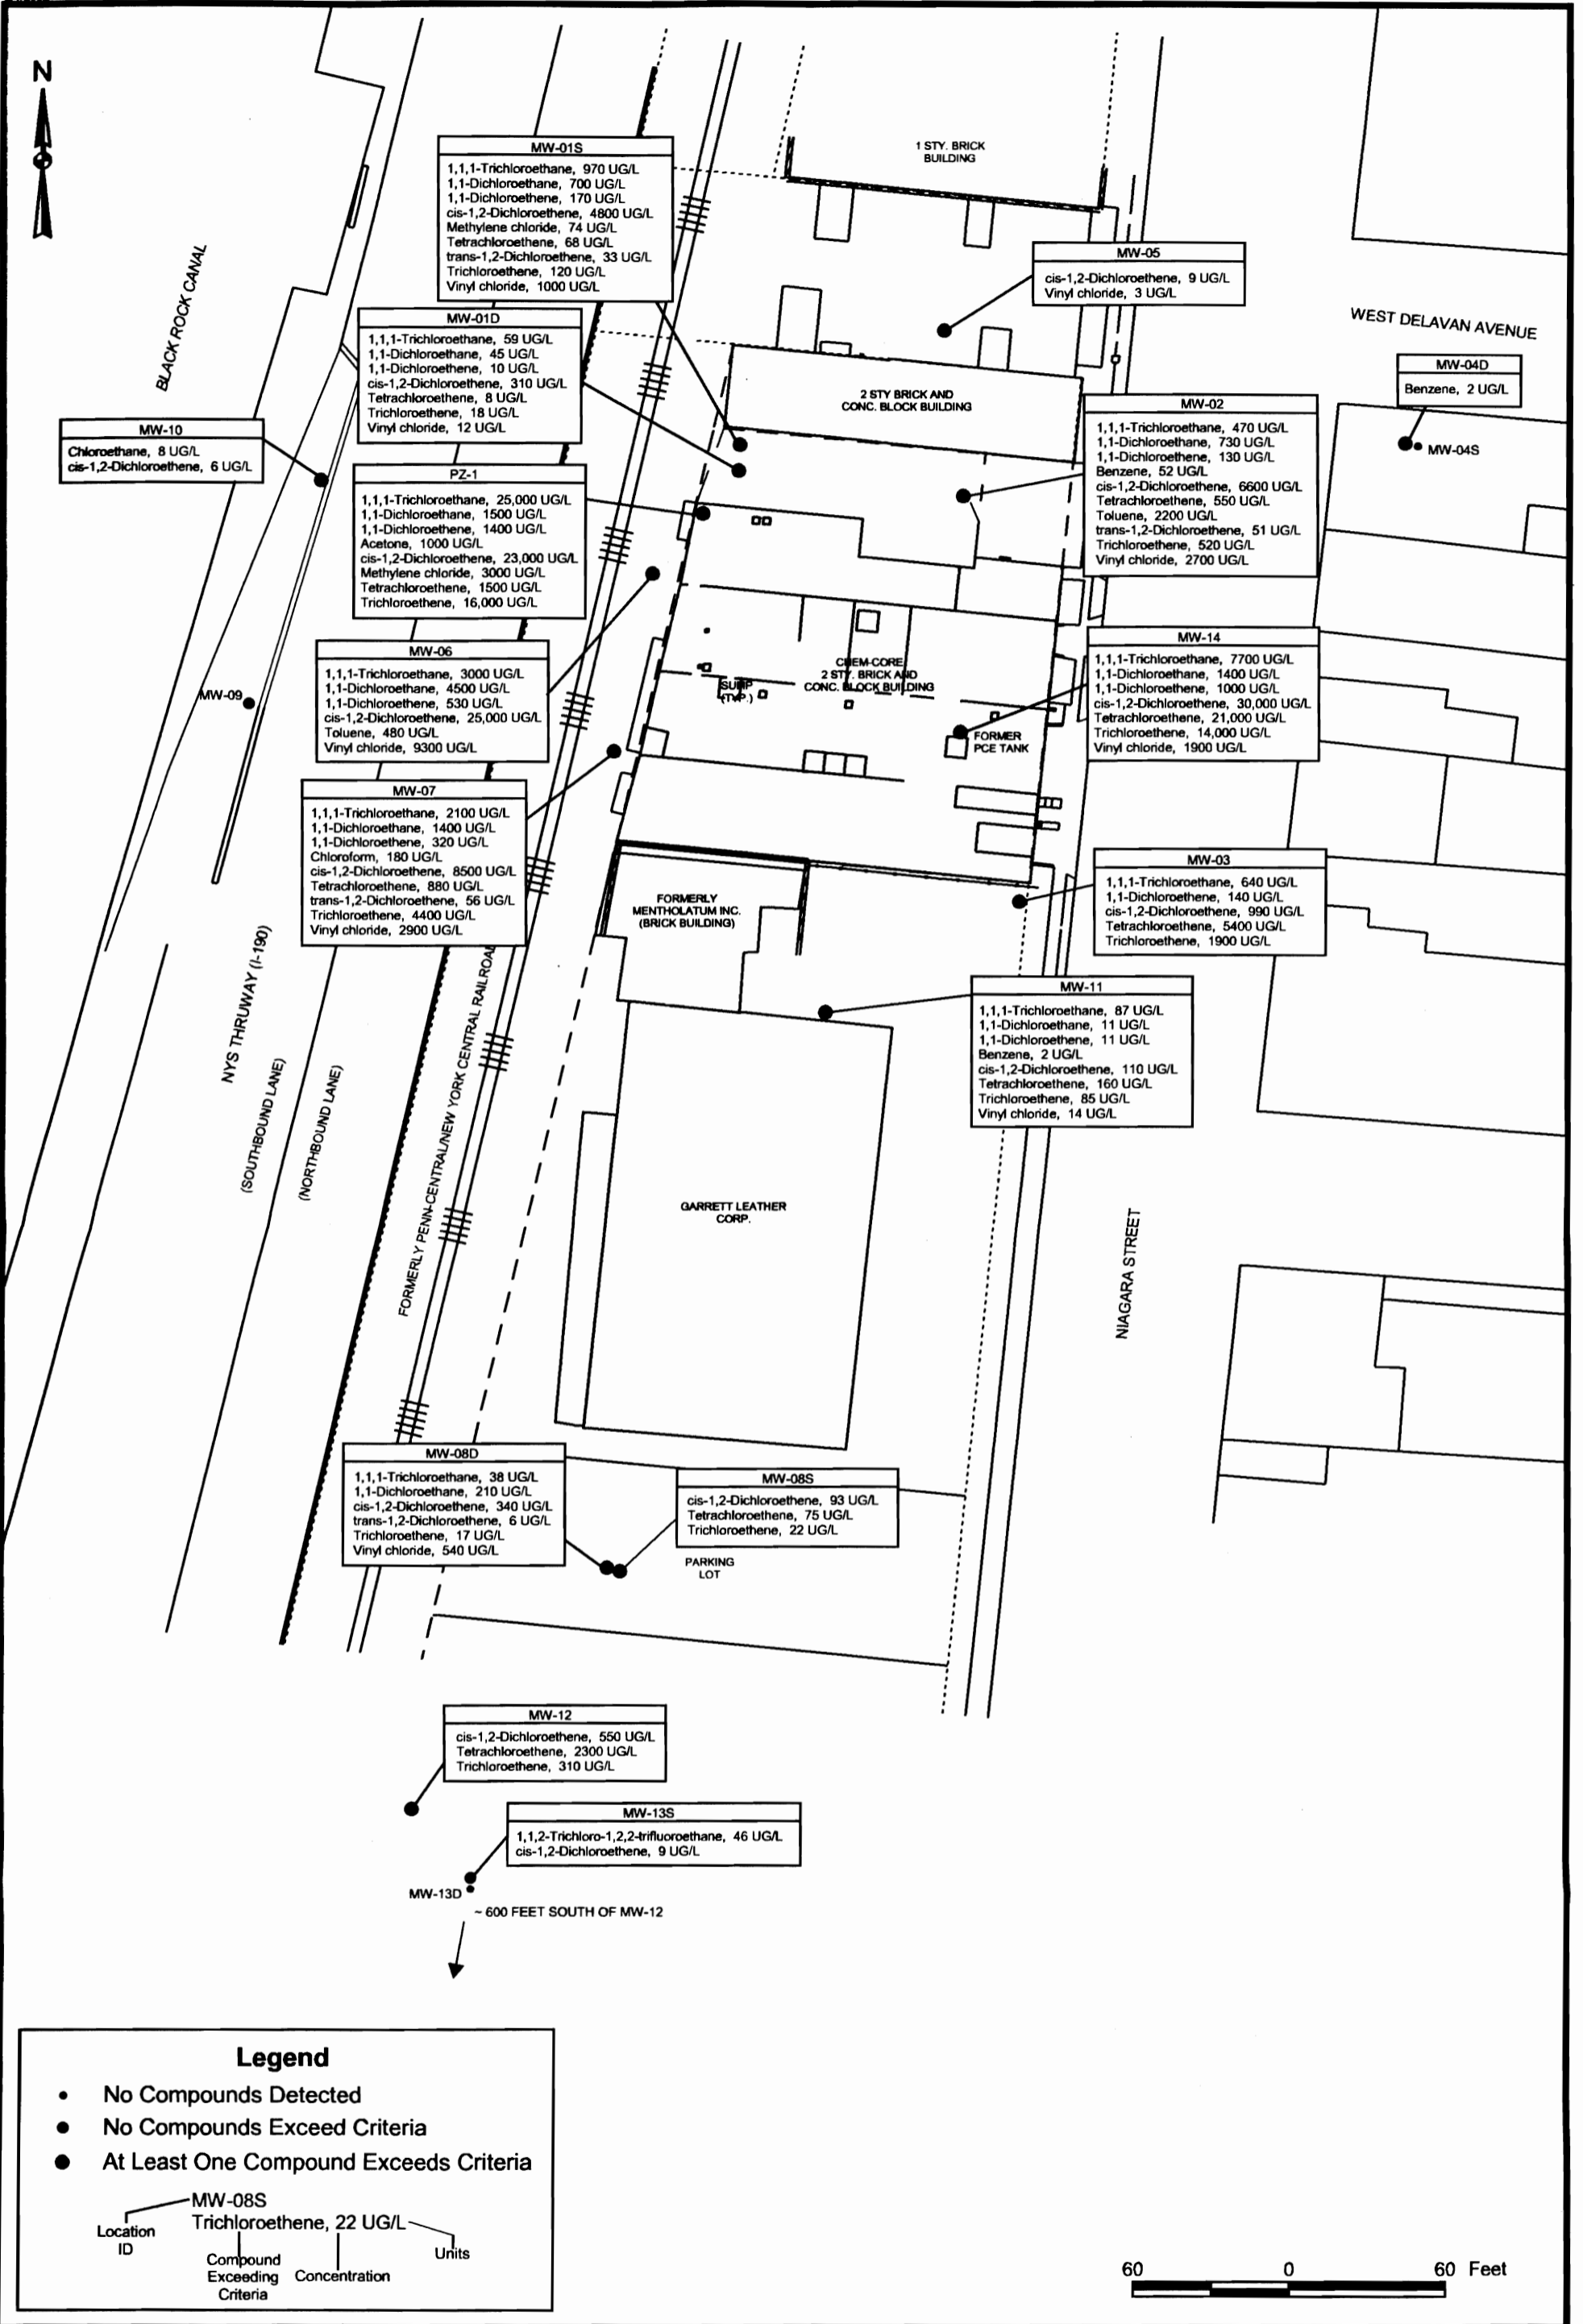 N
BLACK ROCK CANAL
1 STY. BRICK
BUILDING
MW-01S
1,1,1-Trichloroethane, 970 UG/L
1,1-Dichloroethane, 700 UG/L
1,1-Dichloroethene, 170 UG/L
cis-1,2-Dichloroethene, 4800 UG/L
Methylene chloride, 74 UG/L
Tetrachloroethene, 68 UG/L
trans-1,2-Dichloroethene, 33 UG/L
Trichloroethene, 120 UG/L
Vinyl chloride, 1000 UG/L
MW-05
cis-1,2-Dichloroethene, 9 UG/L
Vinyl chloride, 3 UG/L
WEST DELAVAN AVENUE
MW-01D
1,1,1-Trichloroethane, 59 UG/L
1,1-Dichloroethane, 45 UG/L
1,1-Dichloroethene, 10 UG/L
cis-1,2-Dichloroethene, 310 UG/L
Tetrachloroethene, 8 UG/L
Trichloroethene, 18 UG/L
Vinyl chloride, 12 UG/L
MW-04D
Benzene, 2 UG/L
MW-04S
2 STY BRICK AND
CONC. BLOCK BUILDING
MW-10
Chloroethane, 8 UG/L
cis-1,2-Dichloroethene, 6 UG/L
MW-02
1,1,1-Trichloroethane, 470 UG/L
1,1-Dichloroethane, 730 UG/L
1,1-Dichloroethene, 130 UG/L
Benzene, 52 UG/L
cis-1,2-Dichloroethene, 6600 UG/L
Tetrachloroethene, 550 UG/L
Toluene, 2200 UG/L
trans-1,2-Dichloroethene, 51 UG/L
Trichloroethene, 520 UG/L
Vinyl chloride, 2700 UG/L
PZ-1
1,1,1-Trichloroethane, 25,000 UG/L
1,1-Dichloroethane, 1500 UG/L
1,1-Dichloroethene, 1400 UG/L
Acetone, 1000 UG/L
cis-1,2-Dichloroethene, 23,000 UG/L
Methylene chloride, 3000 UG/L
Tetrachloroethene, 1500 UG/L
Trichloroethene, 16,000 UG/L
MW-06
1,1,1-Trichloroethane, 3000 UG/L
1,1-Dichloroethane, 4500 UG/L
1,1-Dichloroethene, 530 UG/L
cis-1,2-Dichloroethene, 25,000 UG/L
Toluene, 480 UG/L
Vinyl chloride, 9300 UG/L
MW-09
CHEM-CORE
2 STY. BRICK AND
CONC. BLOCK BUILDING
SUMP
(TYP.)
MW-14
1,1,1-Trichloroethane, 7700 UG/L
1,1-Dichloroethane, 1400 UG/L
1,1-Dichloroethene, 1000 UG/L
cis-1,2-Dichloroethene, 30,000 UG/L
Tetrachloroethene, 21,000 UG/L
Trichloroethene, 14,000 UG/L
Vinyl chloride, 1900 UG/L
FORMER
PCE TANK
MW-07
1,1,1-Trichloroethane, 2100 UG/L
1,1-Dichloroethane, 1400 UG/L
1,1-Dichloroethene, 320 UG/L
Chloroform, 180 UG/L
cis-1,2-Dichloroethene, 8500 UG/L
Tetrachloroethene, 880 UG/L
trans-1,2-Dichloroethene, 56 UG/L
Trichloroethene, 4400 UG/L
Vinyl chloride, 2900 UG/L
MW-03
1,1,1-Trichloroethane, 640 UG/L
1,1-Dichloroethane, 140 UG/L
cis-1,2-Dichloroethene, 990 UG/L
Tetrachloroethene, 5400 UG/L
Trichloroethene, 1900 UG/L
FORMERLY
MENTHOLATUM INC.
(BRICK BUILDING)
NYS THRUWAY (I-190)
(SOUTHBOUND LANE)
(NORTHBOUND LANE)
FORMERLY PENN-CENTRAL/NEW YORK CENTRAL RAILROAD
MW-11
1,1,1-Trichloroethane, 87 UG/L
1,1-Dichloroethane, 11 UG/L
1,1-Dichloroethene, 11 UG/L
Benzene, 2 UG/L
cis-1,2-Dichloroethene, 110 UG/L
Tetrachloroethene, 160 UG/L
Trichloroethene, 85 UG/L
Vinyl chloride, 14 UG/L
GARRETT LEATHER
CORP.
NIAGARA STREET
MW-08D
1,1,1-Trichloroethane, 38 UG/L
1,1-Dichloroethane, 210 UG/L
cis-1,2-Dichloroethene, 340 UG/L
trans-1,2-Dichloroethene, 6 UG/L
Trichloroethene, 17 UG/L
Vinyl chloride, 540 UG/L
MW-08S
cis-1,2-Dichloroethene, 93 UG/L
Tetrachloroethene, 75 UG/L
Trichloroethene, 22 UG/L
PARKING
LOT
MW-12
cis-1,2-Dichloroethene, 550 UG/L
Tetrachloroethene, 2300 UG/L
Trichloroethene, 310 UG/L
MW-13S
1,1,2-Trichloro-1,2,2-trifluoroethane, 46 UG/L
cis-1,2-Dichloroethene, 9 UG/L
MW-13D
~ 600 FEET SOUTH OF MW-12
Legend
No Compounds Detected
No Compounds Exceed Criteria
At Least One Compound Exceeds Criteria
MW-08S
Trichloroethene, 22 UG/L
Location
ID
Compound
Exceeding
Criteria
Concentration
Units
60 0 60 Feet